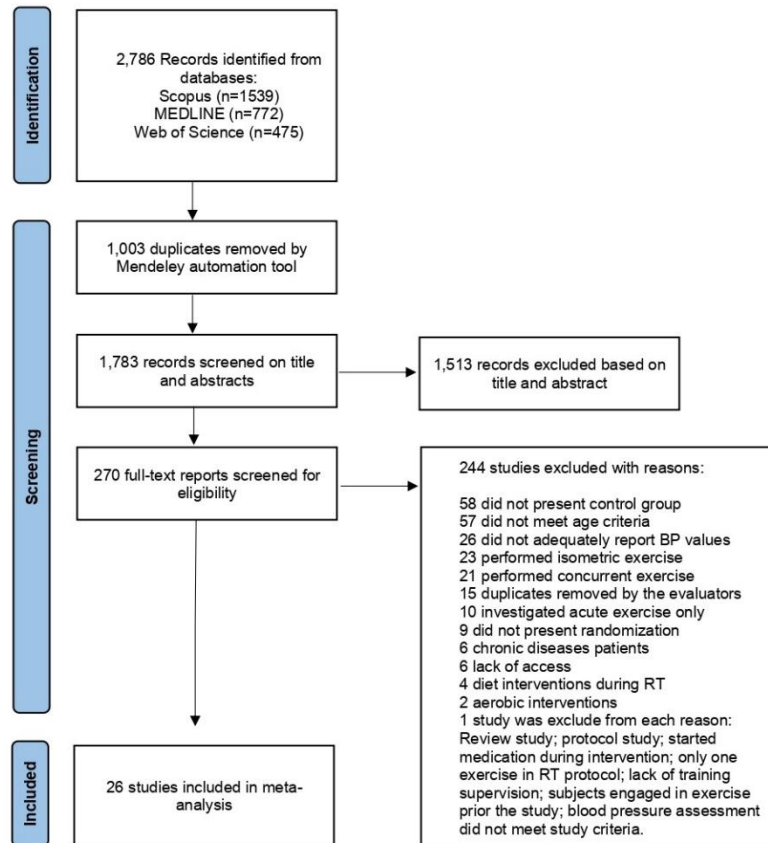 Identification
2,786 Records identified from
databases:
Scopus (n=1539)
MEDLINE (n=772)
Web of Science (n=475)
Screening
1,003 duplicates removed by
Mendeley automation tool
1,783 records screened on title
and abstracts
1,513 records excluded based on
title and abstract
270 full-text reports screened for
eligibility
244 studies excluded with reasons:
58 did not present control group
57 did not meet age criteria
26 did not adequately report BP values
23 performed isometric exercise
21 performed concurrent exercise
15 duplicates removed by the evaluators
10 investigated acute exercise only
9 did not present randomization
6 chronic diseases patients
6 lack of access
4 diet interventions during RT
2 aerobic interventions
1 study was exclude from each reason:
Review study; protocol study; started
medication during intervention; only one
exercise in RT protocol; lack of training
supervision; subjects engaged in exercise
prior the study; blood pressure assessment
did not meet study criteria.
Included
26 studies included in meta-
analysis